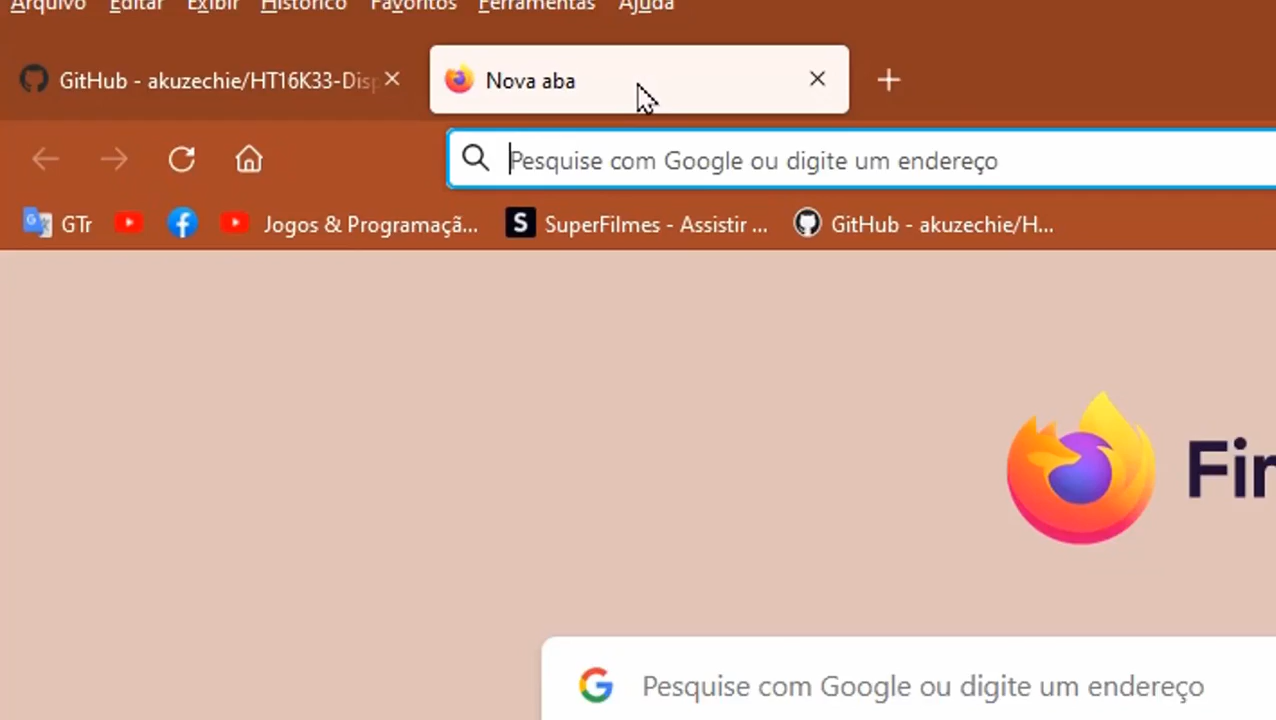 Arquivo Editar Exibir Histórico Favoritos Ferramentas Ajuda
GitHub - akuzechie/HT16K33-Disp Nova aba
Pesquise com Google ou digite um endereço
GTr Jogos & Programaçã... S SuperFilmes - Assistir ... GitHub - akuzechie/H...
Fir
Pesquise com Google ou digite um endereço